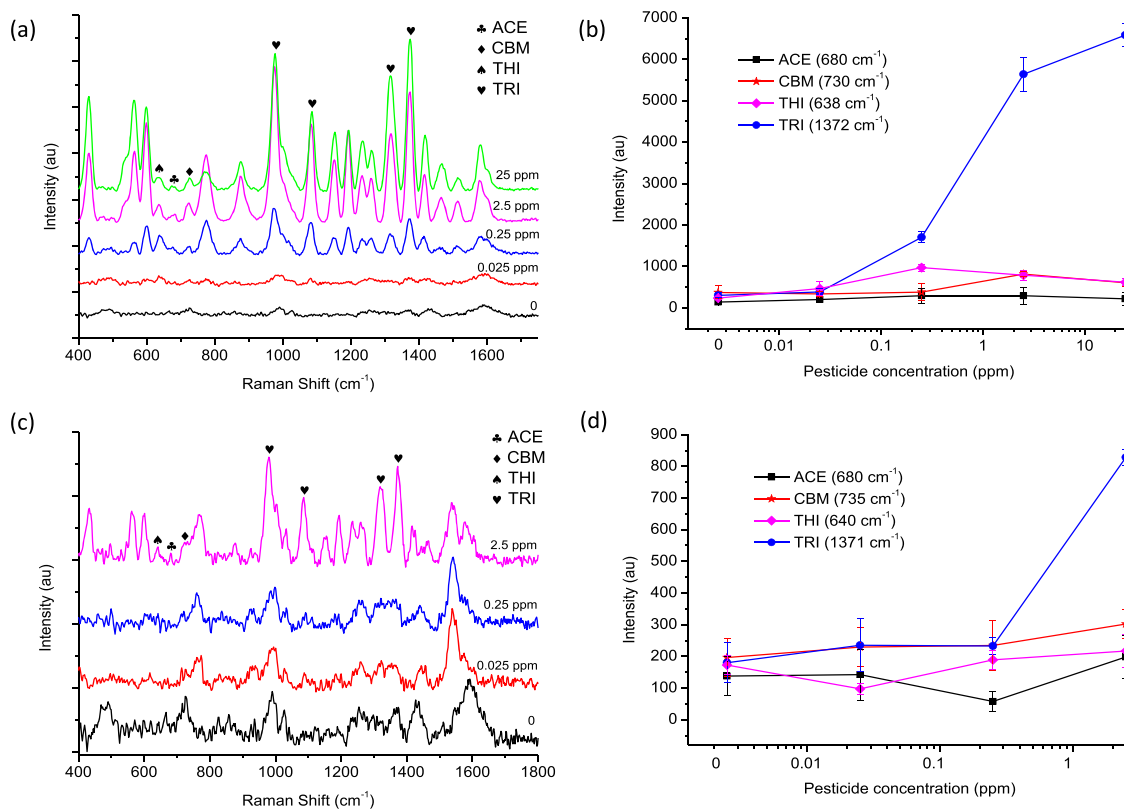 (a)
♣ ACE
♦ CBM
♠ THI
♥ TRI
25 ppm
2.5 ppm
0.25 ppm
0.025 ppm
0
Intensity (au)
400 600 800 1000 1200 1400 1600
Raman Shift (cm-1)
(b)
7000
6000
5000
4000
3000
2000
1000
0
ACE (680 cm-1)
CBM (730 cm-1)
THI (638 cm-1)
TRI (1372 cm-1)
Intensity (au)
0 0.01 0.1 1 10
Pesticide concentration (ppm)
(c)
♣ ACE
♦ CBM
♠ THI
♥ TRI
2.5 ppm
0.25 ppm
0.025 ppm
0
Intensity (au)
400 600 800 1000 1200 1400 1600 1800
Raman Shift (cm-1)
(d)
900
800
700
600
500
400
300
200
100
0
ACE (680 cm-1)
CBM (735 cm-1)
THI (640 cm-1)
TRI (1371 cm-1)
Intensity (au)
0 0.01 0.1 1
Pesticide concentration (ppm)